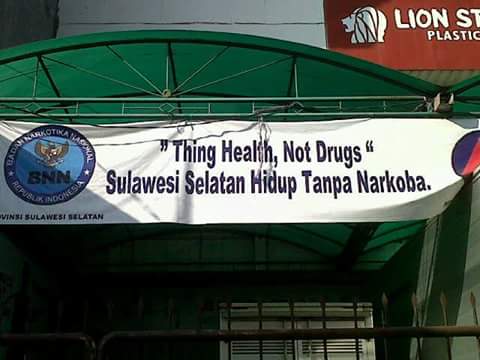 LION ST
PLASTIC
BADAN NARKOTIKA NASIONAL
BNN
REPUBLIK INDONESIA
" Thing Health, Not Drugs "
Sulawesi Selatan Hidup Tanpa Narkoba.
OVINSI SULAWESI SELATAN